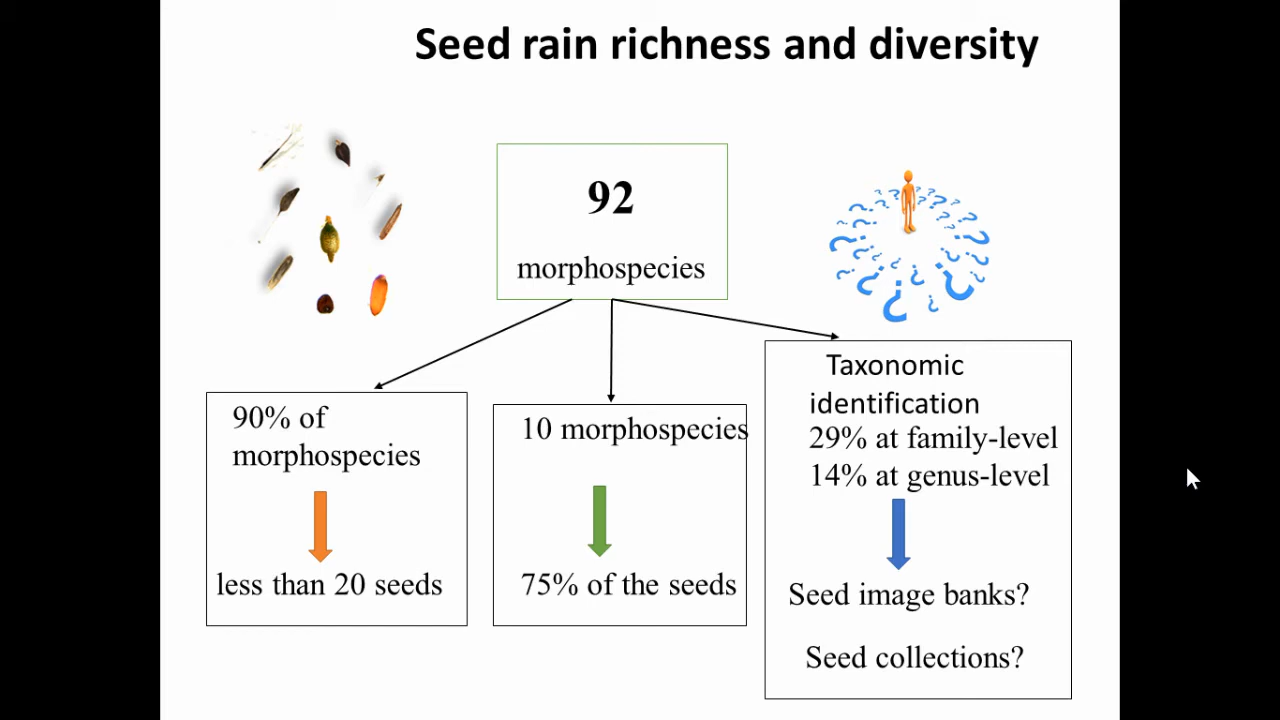 Seed rain richness and diversity
92
morphospecies
90% of
morphospecies
less than 20 seeds
10 morphospecies
75% of the seeds
Taxonomic
identification
29% at family-level
14% at genus-level
Seed image banks?
Seed collections?